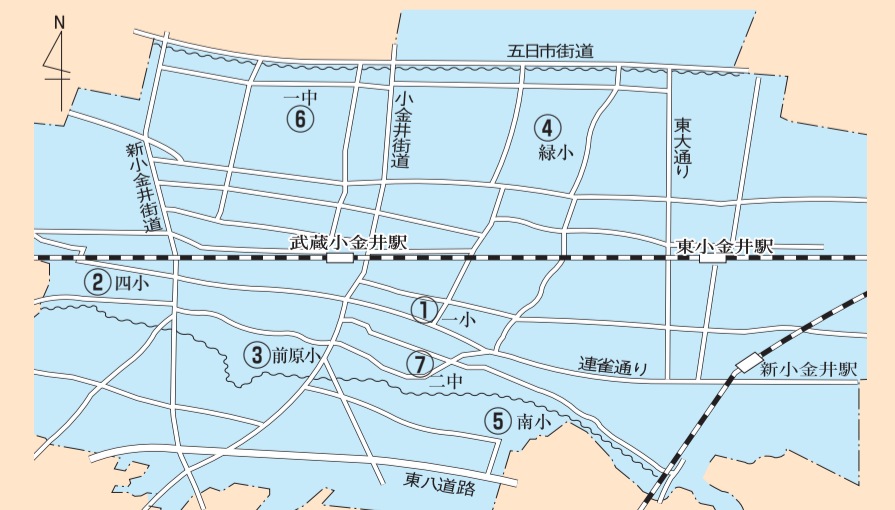 N
五日市街道
一中
⑥
小金井街道
④
緑小
東大通り
新小金井街道
武蔵小金井駅
東小金井駅
②四小
①一小
③前原小
⑦
二中
連雀通り
新小金井駅
⑤南小
東八道路